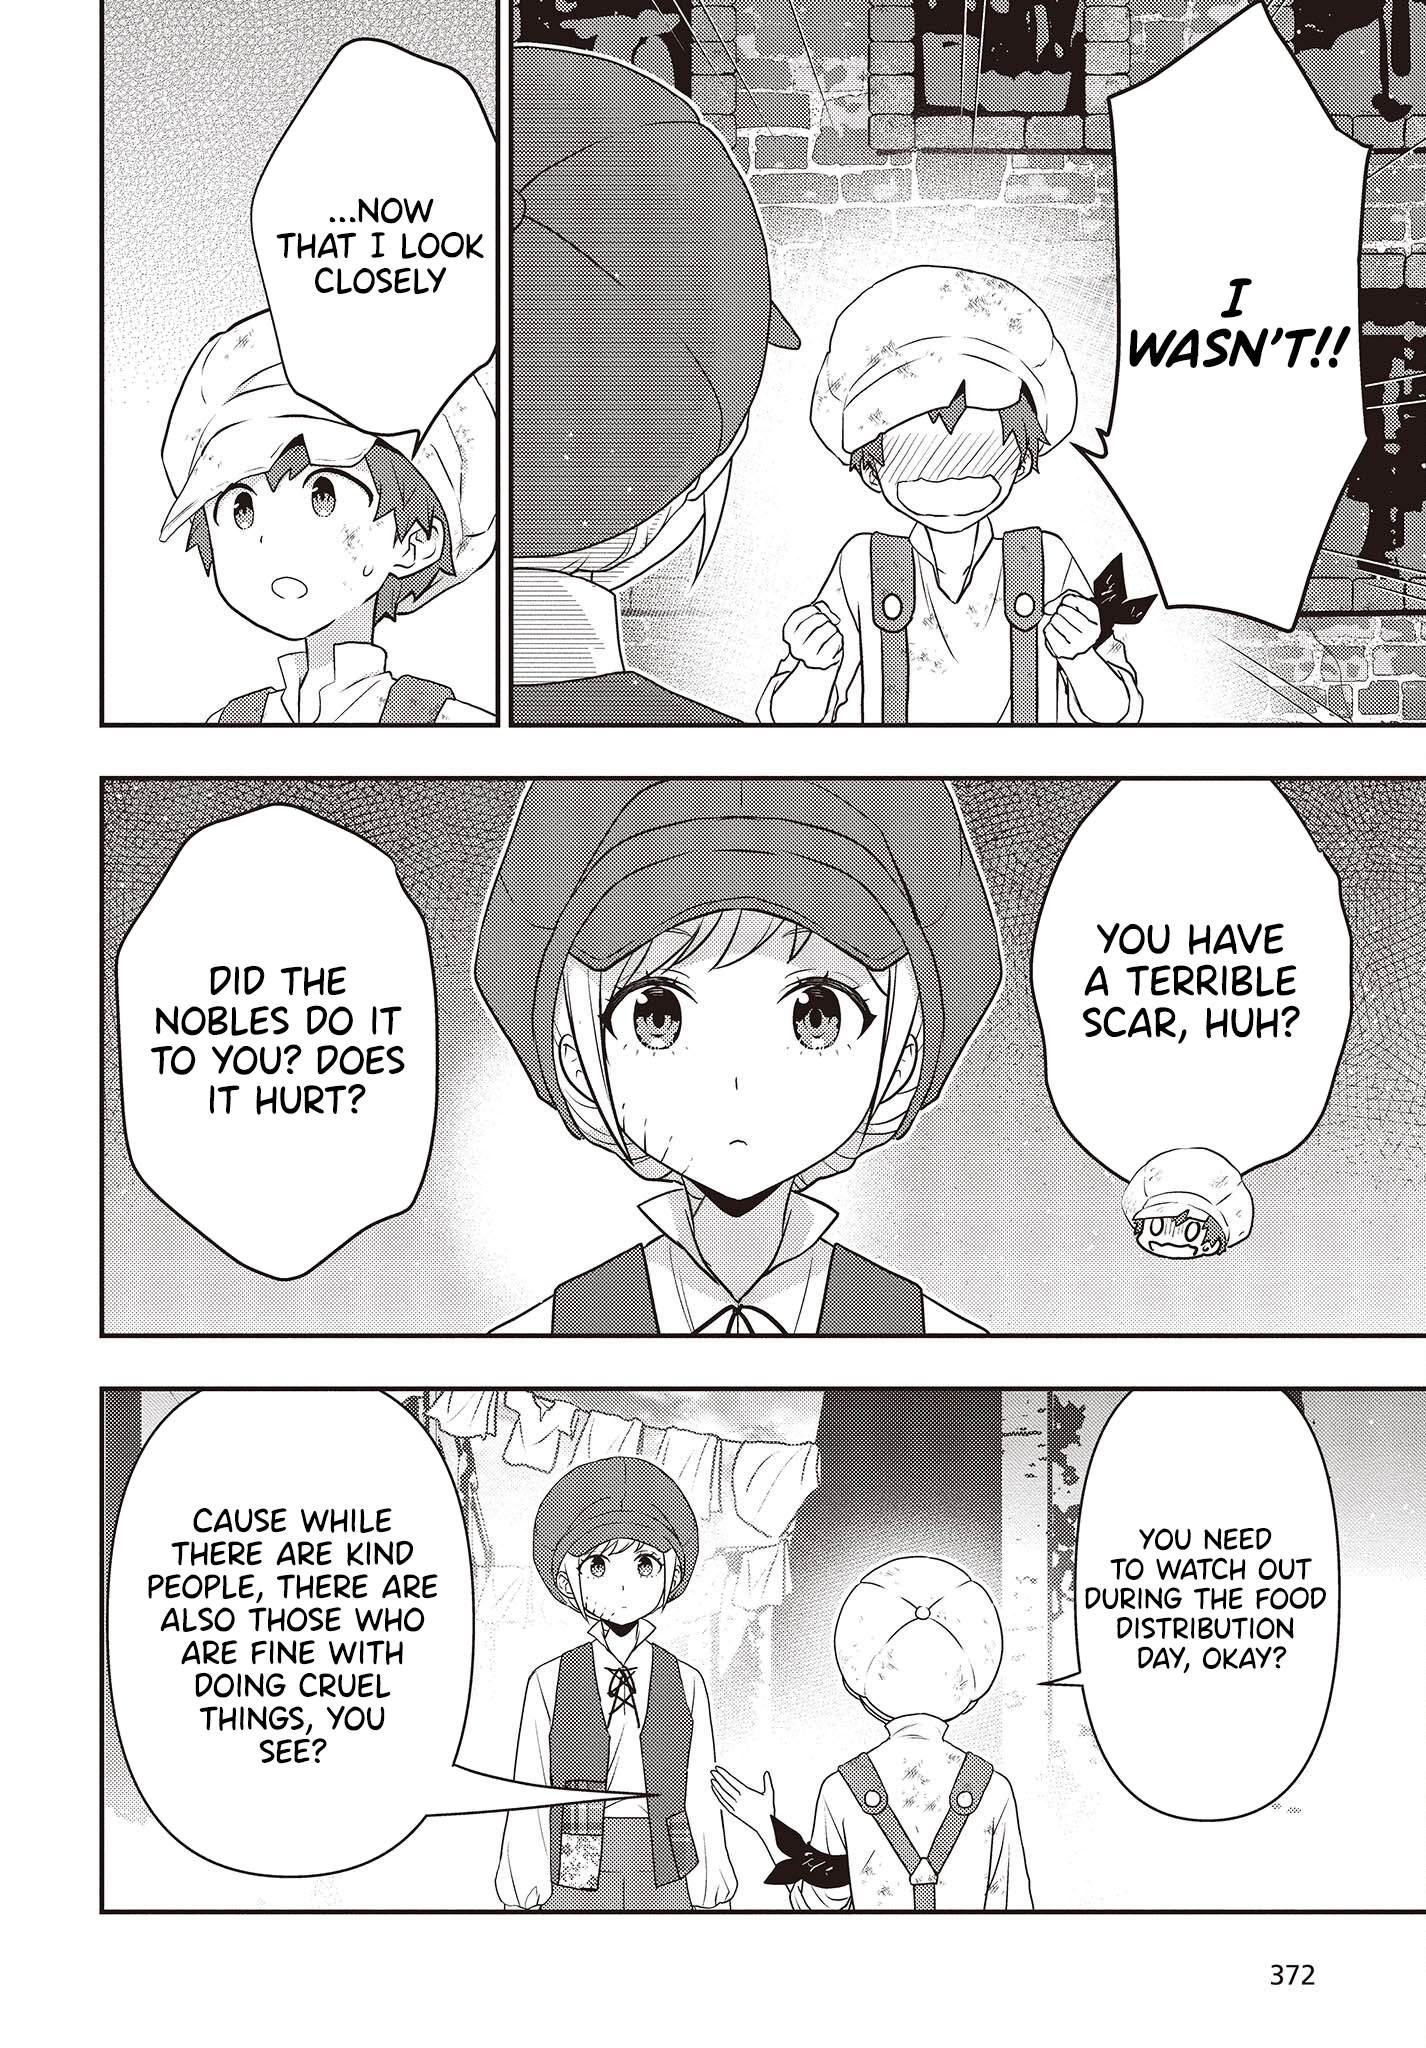 I
WASN'T!!
...NOW
THAT I LOOK
CLOSELY
YOU HAVE
A TERRIBLE
SCAR, HUH?
DID THE
NOBLES DO IT
TO YOU? DOES
IT HURT?
YOU NEED
TO WATCH OUT
DURING THE FOOD
DISTRIBUTION
DAY, OKAY?
CAUSE WHILE
THERE ARE KIND
PEOPLE, THERE ARE
ALSO THOSE WHO
ARE FINE WITH
DOING CRUEL
THINGS, YOU
SEE?
372